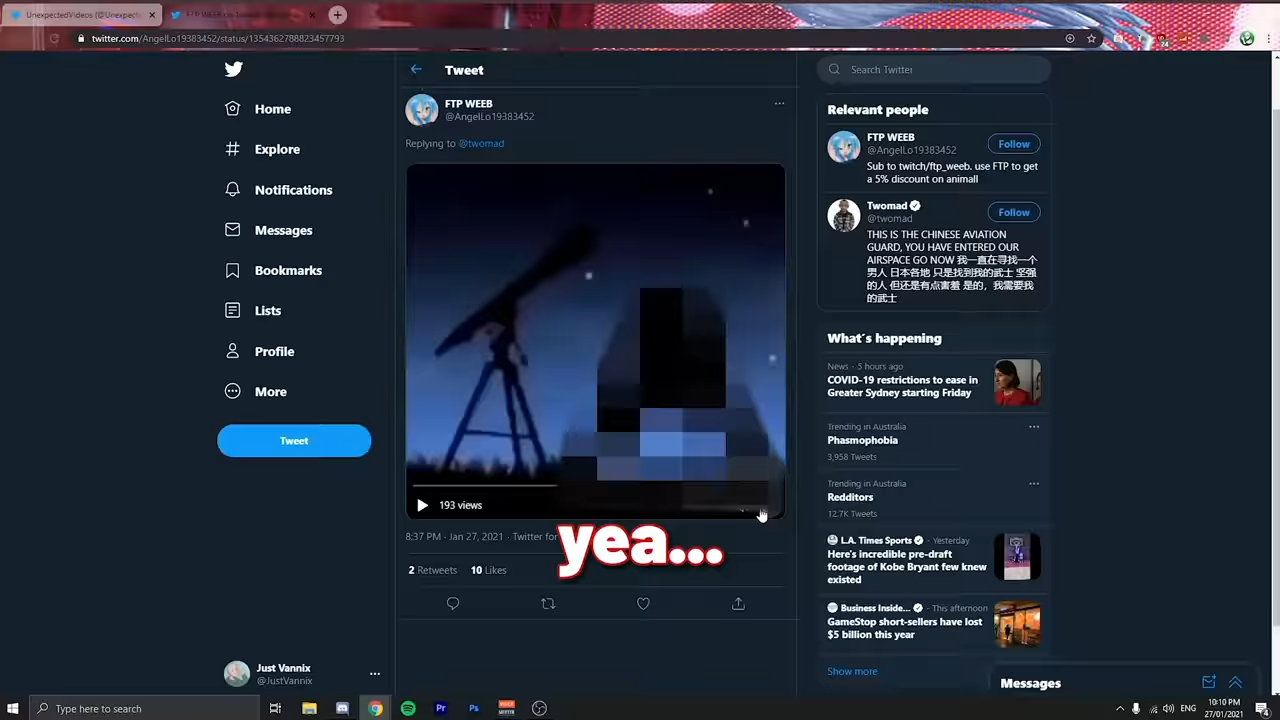 UnexpectedVideos (@Unexpect
FTP WEEB
twitter.com/AngelLo19383452/status/1354362788823457793
24
Home
Explore
Notifications
Messages
Bookmarks
Lists
Profile
More
Tweet
Just Vannix
@JustVannix
Tweet
FTP WEEB
@AngelLo19383452
Replying to @twomad
193 views
yea...
8:37 PM · Jan 27, 2021 · Twitter for
2 Retweets 10 Likes
Search Twitter
Relevant people
FTP WEEB
@AngelLo19383452
Follow
Sub to twitch/ftp_weeb. use FTP to get
a 5% discount on animall
Twomad
@twomad
Follow
THIS IS THE CHINESE AVIATION
GUARD, YOU HAVE ENTERED OUR
AIRSPACE GO NOW 我一直在寻找一个
男人 日本各地 只是找到我的武士 坚强
的人 但还是有点害羞 是的，我需要我
的武士
What's happening
News · 5 hours ago
COVID-19 restrictions to ease in
Greater Sydney starting Friday
Trending in Australia
Phasmophobia
3,958 Tweets
Trending in Australia
Redditors
12.7K Tweets
L.A. Times Sports · Yesterday
Here's incredible pre-draft
footage of Kobe Bryant few knew
existed
Business Inside... · This afternoon
GameStop short-sellers have lost
$5 billion this year
Show more
Messages
Type here to search
Pr
Ps
ENG
10:10 PM
27/01/2021
4